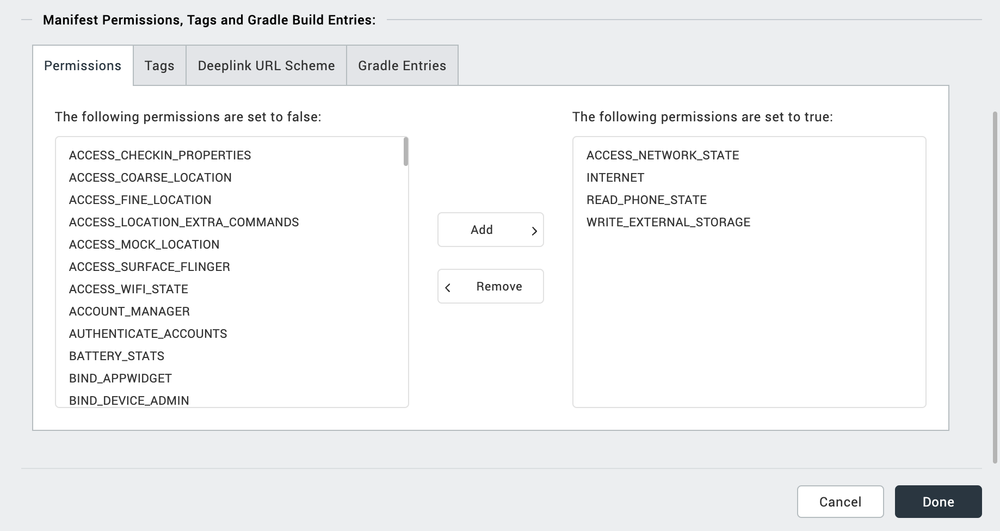 Manifest Permissions, Tags and Gradle Build Entries:
Permissions
Tags
Deeplink URL Scheme
Gradle Entries
The following permissions are set to false:
ACCESS_CHECKIN_PROPERTIES
ACCESS_COARSE_LOCATION
ACCESS_FINE_LOCATION
ACCESS_LOCATION_EXTRA_COMMANDS
ACCESS_MOCK_LOCATION
ACCESS_SURFACE_FLINGER
ACCESS_WIFI_STATE
ACCOUNT_MANAGER
AUTHENTICATE_ACCOUNTS
BATTERY_STATS
BIND_APPWIDGET
BIND_DEVICE_ADMIN
Add
Remove
The following permissions are set to true:
ACCESS_NETWORK_STATE
INTERNET
READ_PHONE_STATE
WRITE_EXTERNAL_STORAGE
Cancel
Done